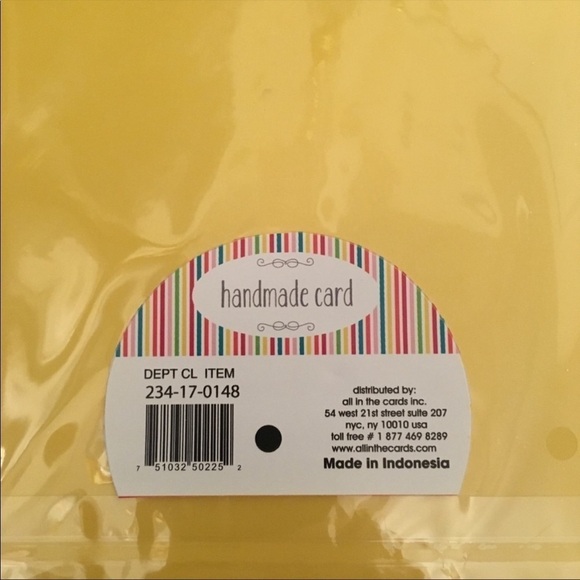 handmade card
DEPT CL ITEM
234-17-0148
7 51032 50225 2
distributed by:
all in the cards inc.
54 west 21st street suite 207
nyc, ny 10010 usa
toll free # 1 877 469 8289
www.allinthecards.com
Made in Indonesia